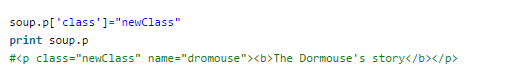 soup.p['class']="newClass"
print soup.p
#<p class="newClass" name="dromouse"><b>The Dormouse's story</b></p>